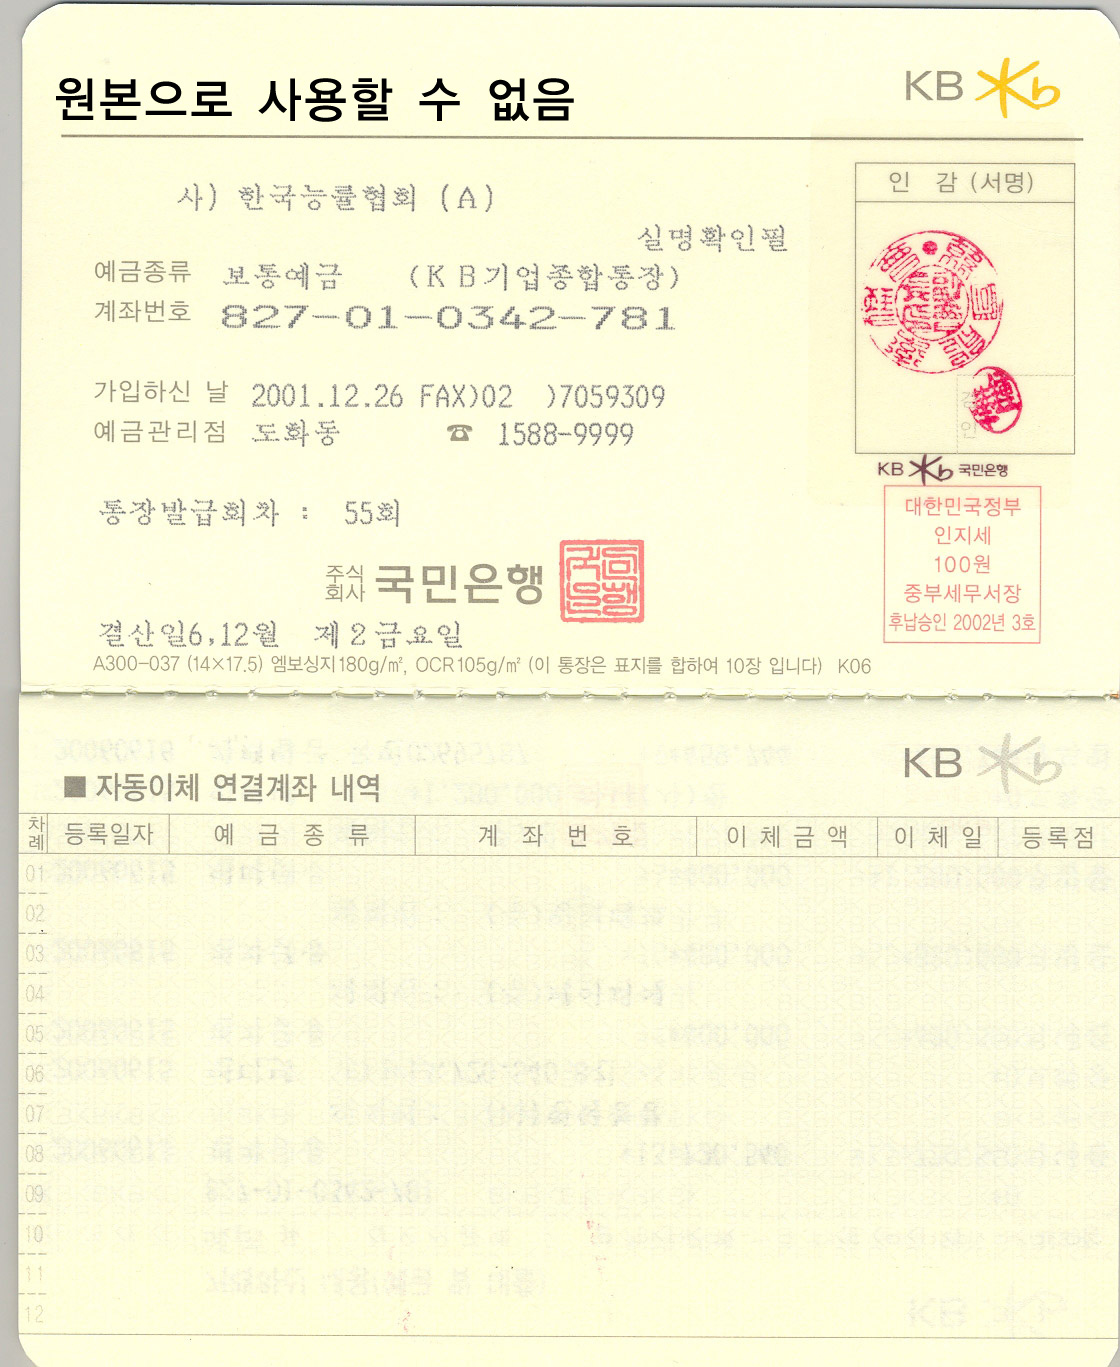 원본으로 사용할 수 없음
KB
사) 한국능률협회 (A)
인 감 (서명)
실명확인필
예금종류 보통예금 (KB기업종합통장)
계좌번호 827-01-0342-781
가입하신 날 2001.12.26 FAX)02 )7059309
예금관리점 도화동 ☎ 1588-9999
KB 국민은행
통장발급회차 : 55회
대한민국정부
인지세
100원
중부세무서장
후납승인 2002년 3호
주식회사 국민은행
결산일6,12월 제2금요일
A300-037 (14×17.5) 엠보싱지180g/㎡, OCR105g/㎡ (이 통장은 표지를 합하여 10장 입니다) K06
KB
■ 자동이체 연결계좌 내역
차례 등록일자 예금종류 계좌번호 이체금액 이체일 등록점
01
02
03
04
05
06
07
08
09
10
11
12